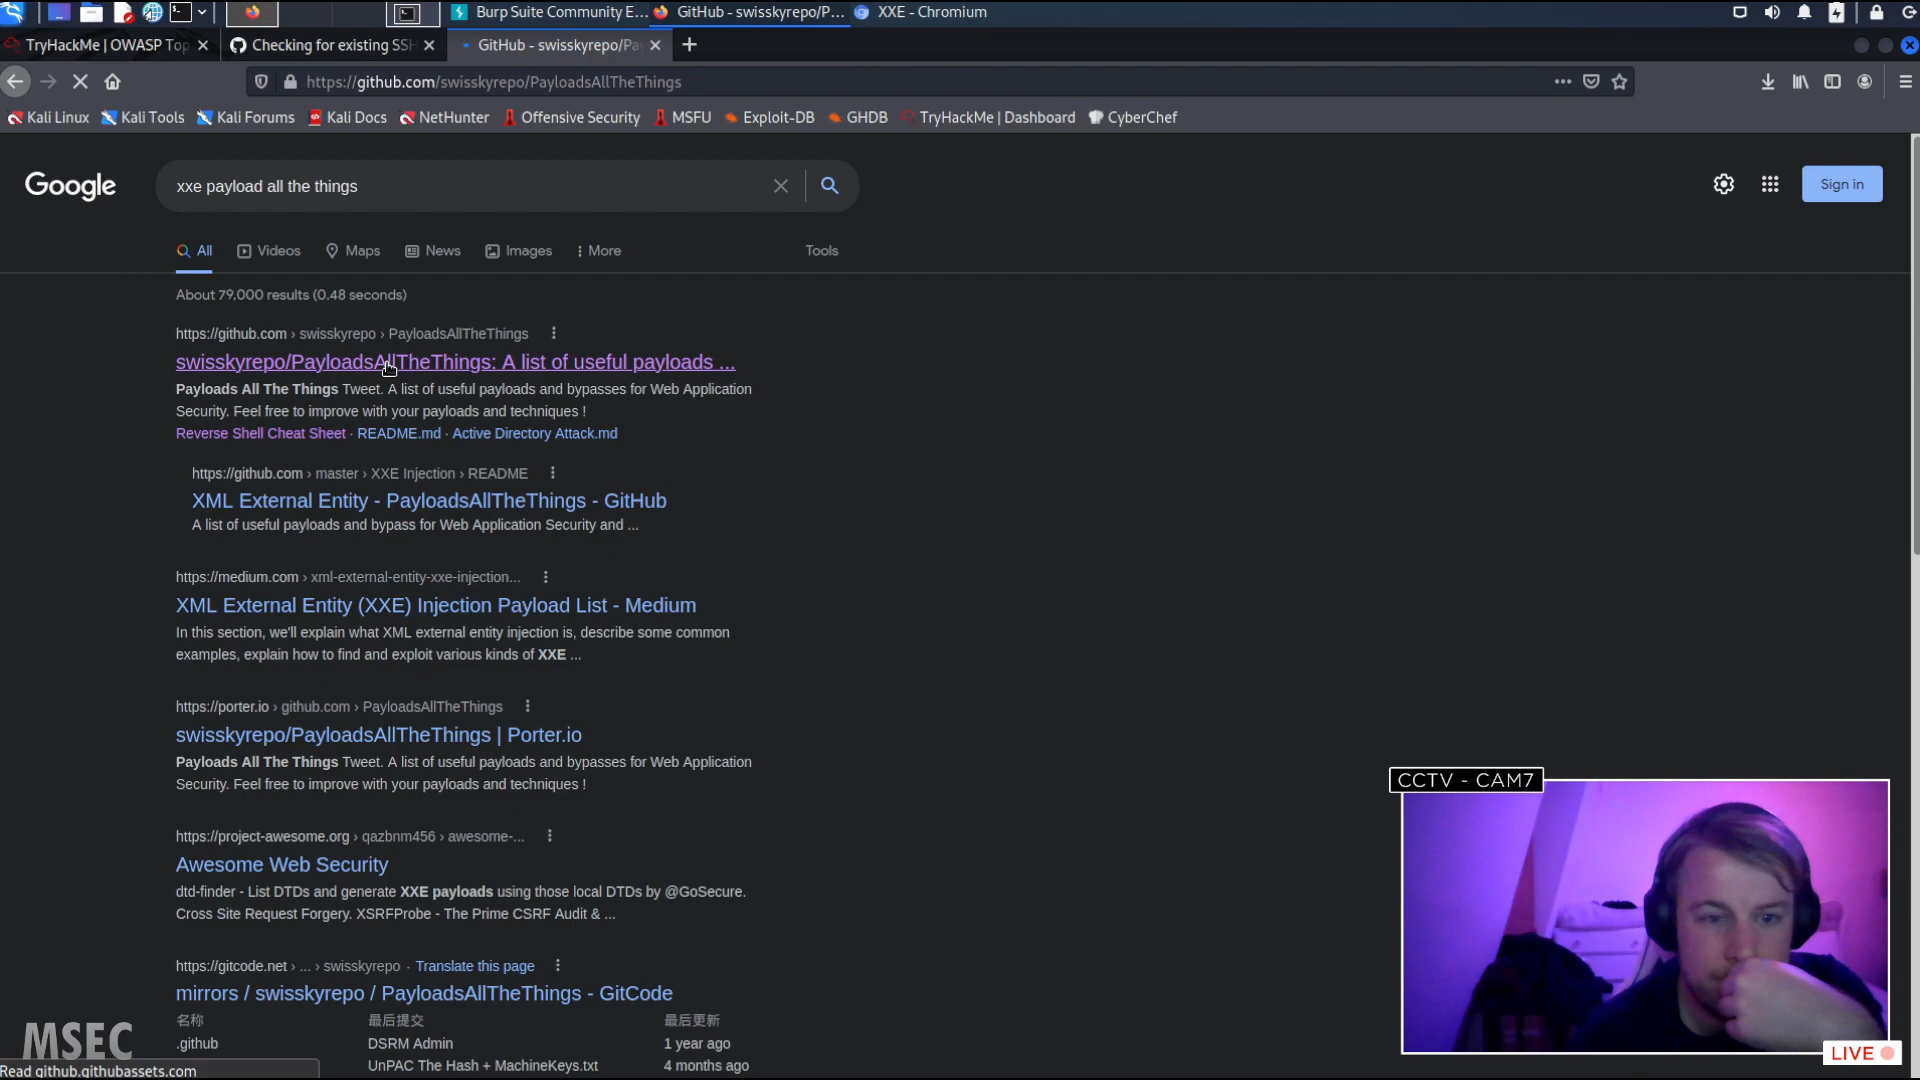 Burp Suite Community E...
GitHub - swisskyrepo/P...
XXE - Chromium
TryHackMe | OWASP Top
Checking for existing SSH
GitHub - swisskyrepo/Pay
https://github.com/swisskyrepo/PayloadsAllTheThings
Kali Linux
Kali Tools
Kali Forums
Kali Docs
NetHunter
Offensive Security
MSFU
Exploit-DB
GHDB
TryHackMe | Dashboard
CyberChef
Google
xxe payload all the things
Sign in
All
Videos
Maps
News
Images
More
Tools
About 79,000 results (0.48 seconds)
https://github.com › swisskyrepo › PayloadsAllTheThings
swisskyrepo/PayloadsAllTheThings: A list of useful payloads ...
Payloads All The Things Tweet. A list of useful payloads and bypasses for Web Application
Security. Feel free to improve with your payloads and techniques !
Reverse Shell Cheat Sheet · README.md · Active Directory Attack.md
https://github.com › master › XXE Injection › README
XML External Entity - PayloadsAllTheThings - GitHub
A list of useful payloads and bypass for Web Application Security and ...
https://medium.com › xml-external-entity-xxe-injection...
XML External Entity (XXE) Injection Payload List - Medium
In this section, we'll explain what XML external entity injection is, describe some common
examples, explain how to find and exploit various kinds of XXE ...
https://porter.io › github.com › PayloadsAllTheThings
swisskyrepo/PayloadsAllTheThings | Porter.io
Payloads All The Things Tweet. A list of useful payloads and bypasses for Web Application
Security. Feel free to improve with your payloads and techniques !
https://project-awesome.org › qazbnm456 › awesome-...
Awesome Web Security
dtd-finder - List DTDs and generate XXE payloads using those local DTDs by @GoSecure.
Cross Site Request Forgery. XSRFProbe - The Prime CSRF Audit & ...
https://gitcode.net › ... › swisskyrepo · Translate this page
mirrors / swisskyrepo / PayloadsAllTheThings - GitCode
名称 最后提交 最后更新
.github DSRM Admin 1 year ago
UnPAC The Hash + MachineKeys.txt 4 months ago
CCTV - CAM7
LIVE
MSEC
Read github.githubassets.com